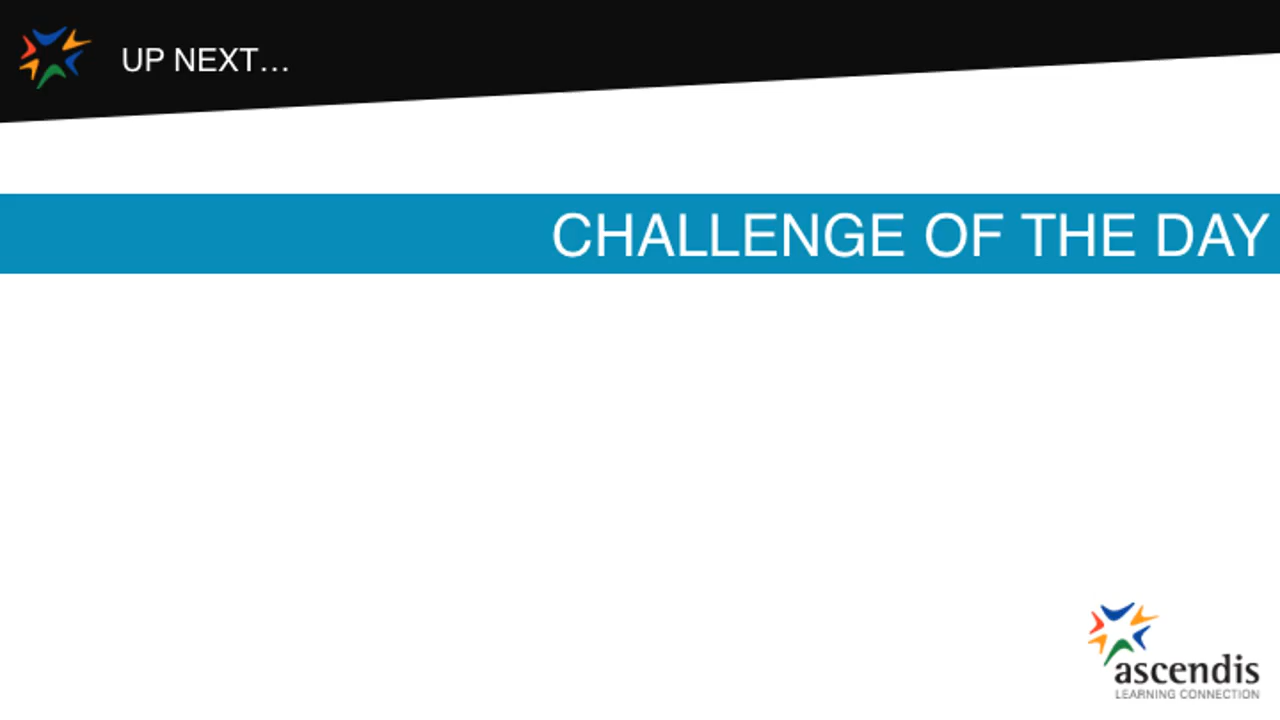 UP NEXT…
CHALLENGE OF THE DAY
ascendis
LEARNING CONNECTION